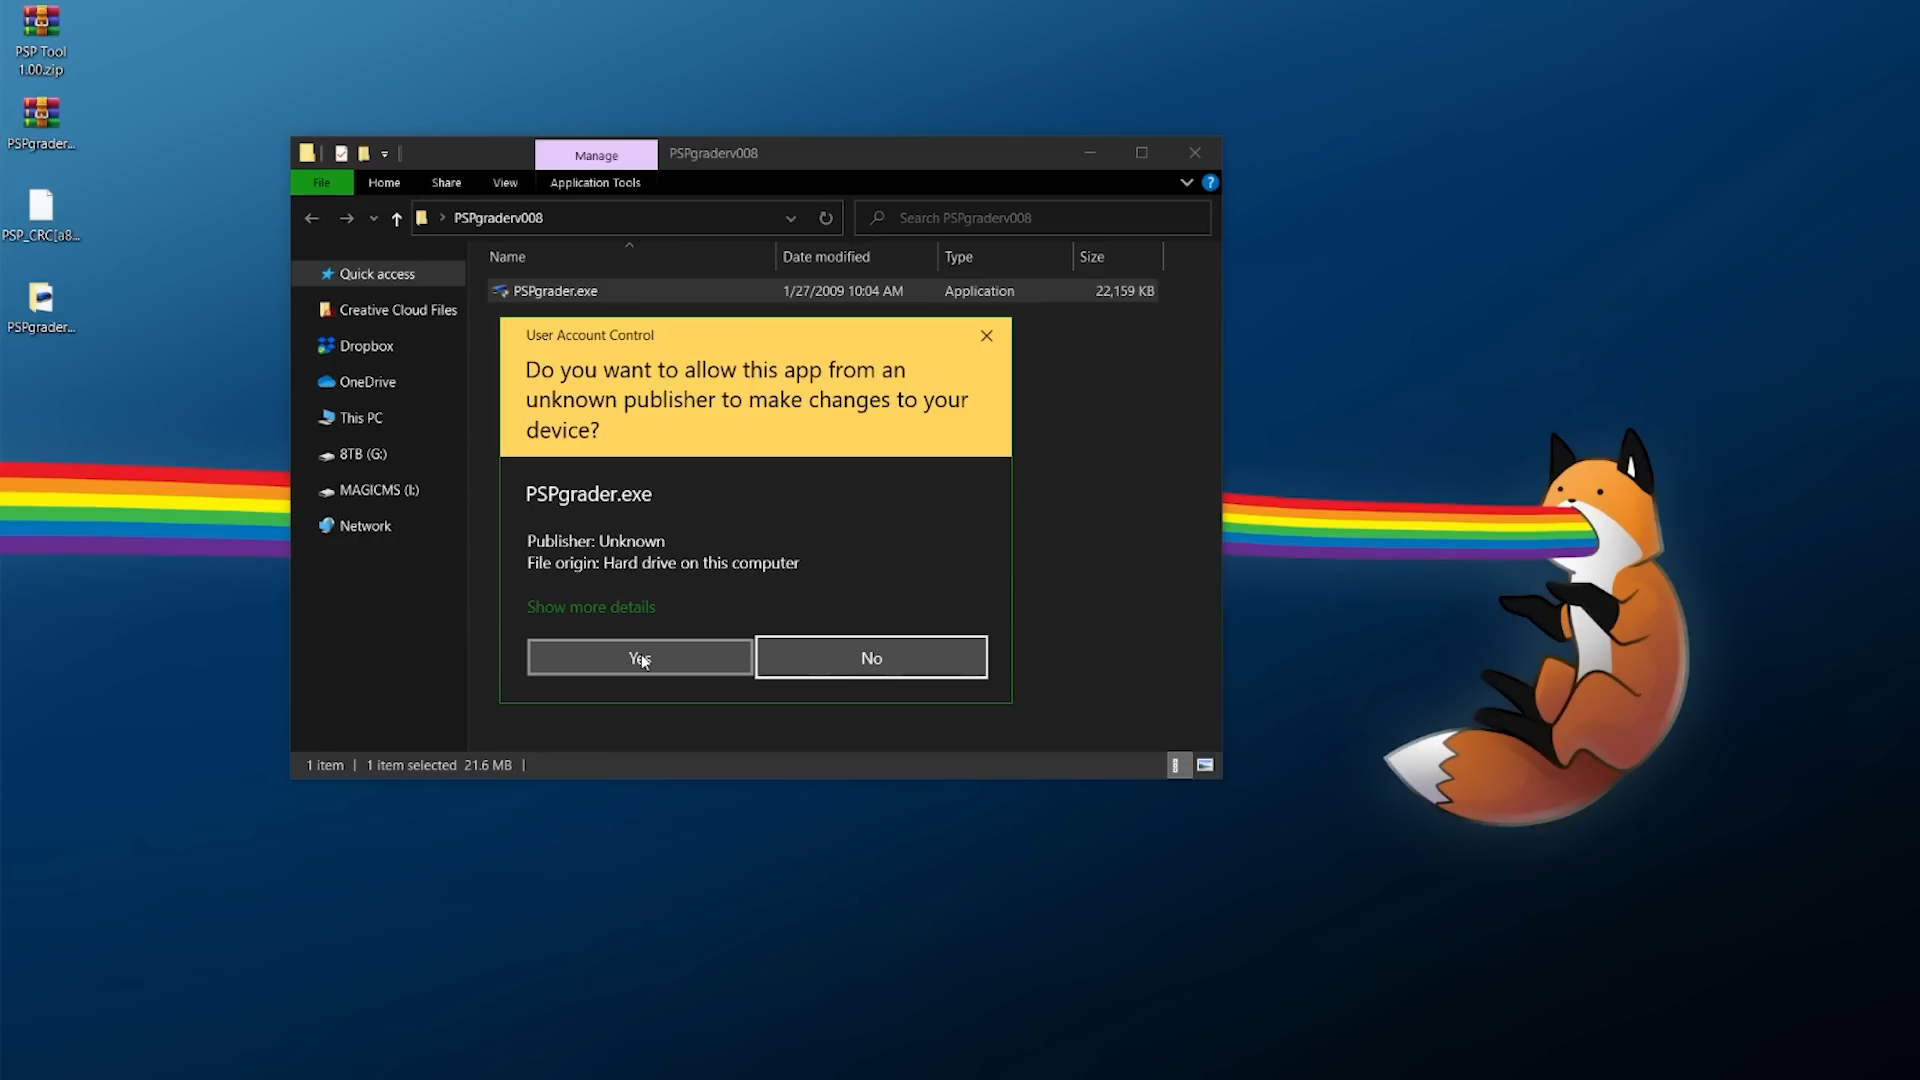 PSP Tool
1.00.zip
PSPgrader...
PSP_CRC[a8...
PSPgrader...
Manage
PSPgraderv008
File
Home
Share
View
Application Tools
?
PSPgraderv008
Search PSPgraderv008
Quick access
Creative Cloud Files
Dropbox
OneDrive
This PC
8TB (G:)
MAGICMS (I:)
Network
Name
Date modified
Type
Size
PSPgrader.exe
1/27/2009 10:04 AM
Application
22,159 KB
User Account Control
Do you want to allow this app from an
unknown publisher to make changes to your
device?
PSPgrader.exe
Publisher: Unknown
File origin: Hard drive on this computer
Show more details
Yes
No
1 item
1 item selected 21.6 MB